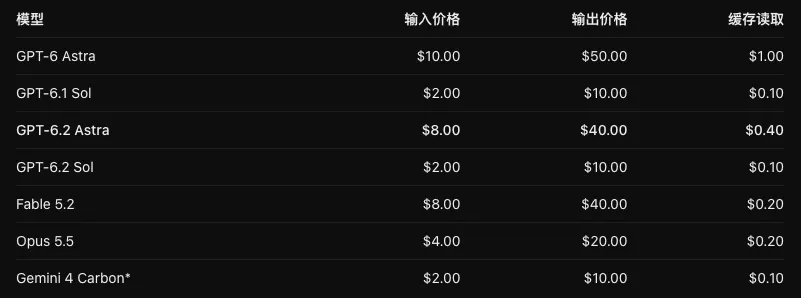 模型 输入价格 输出价格 缓存读取
GPT-6 Astra $10.00 $50.00 $1.00
GPT-6.1 Sol $2.00 $10.00 $0.10
GPT-6.2 Astra $8.00 $40.00 $0.40
GPT-6.2 Sol $2.00 $10.00 $0.10
Fable 5.2 $8.00 $40.00 $0.20
Opus 5.5 $4.00 $20.00 $0.20
Gemini 4 Carbon* $2.00 $10.00 $0.10